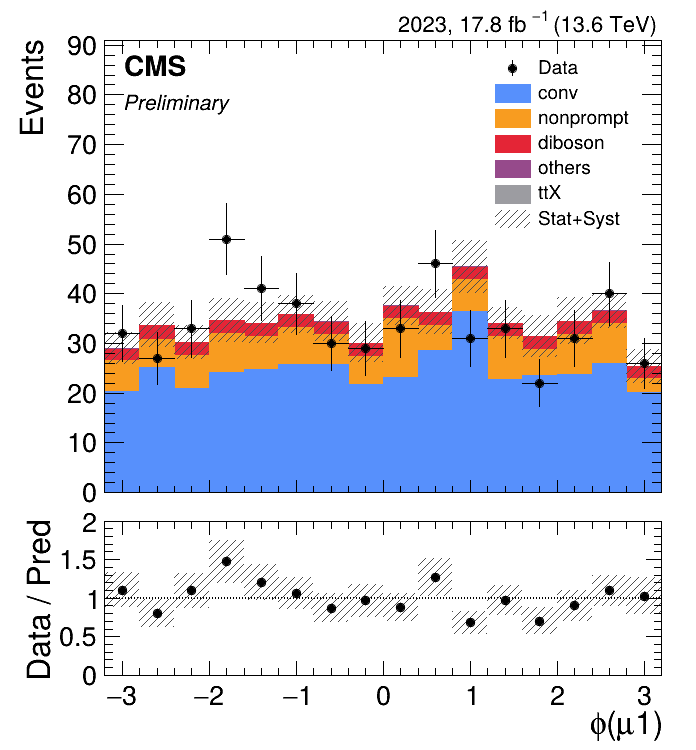 2023, 17.8 fb⁻¹ (13.6 TeV)
CMS
Preliminary
Events
90
80
70
60
50
40
30
20
10
0
Data
conv
nonprompt
diboson
others
ttX
Stat+Syst
Data / Pred
2
1.5
1
0.5
0
−3 −2 −1 0 1 2 3
ϕ(μ1)